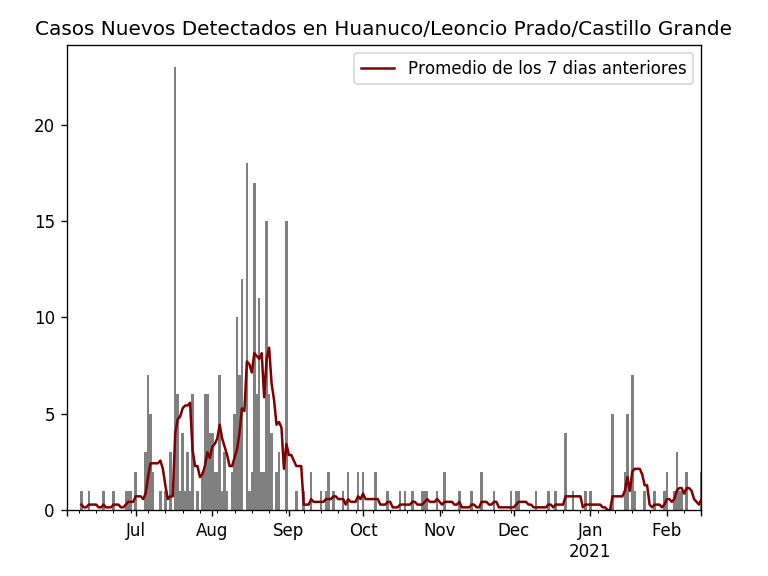 Casos Nuevos Detectados en Huanuco/Leoncio Prado/Castillo Grande
Promedio de los 7 dias anteriores
20
15
10
5
0
Jul Aug Sep Oct Nov Dec Jan Feb
2021